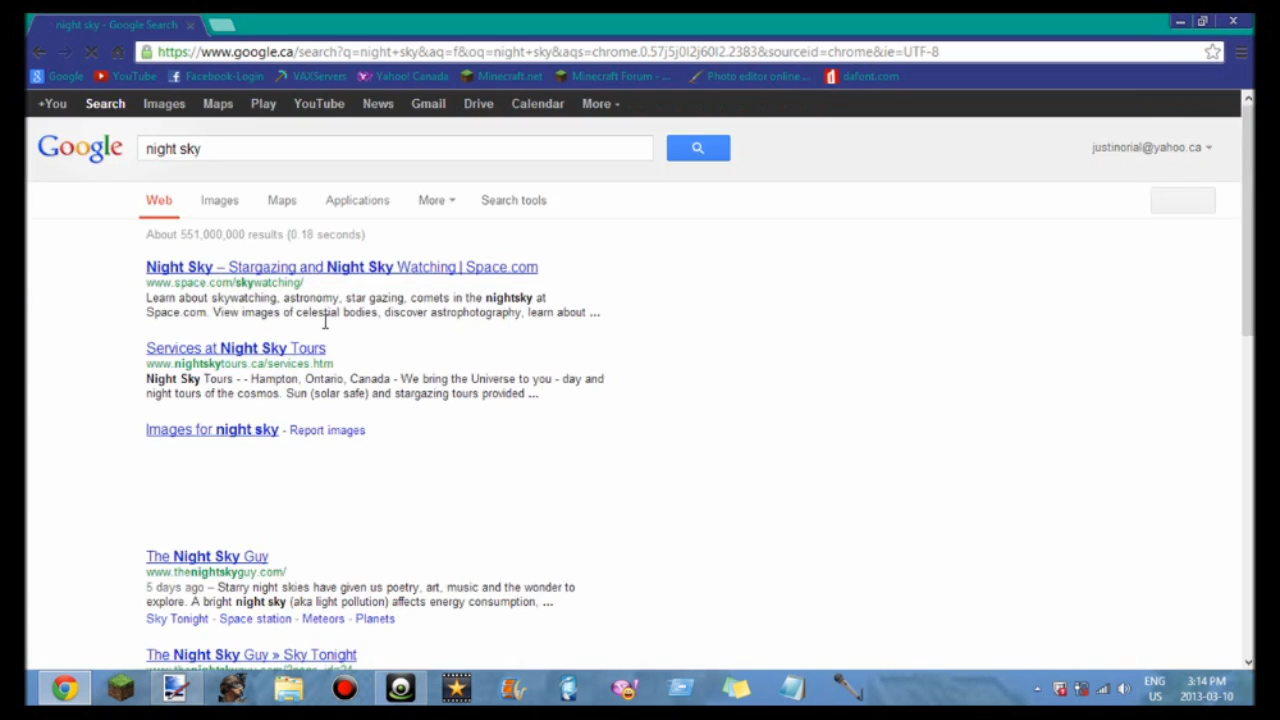 night sky - Google Search
https://www.google.ca/search?q=night+sky&aq=f&oq=night+sky&aqs=chrome.0.57j5j0l2j60l2.2383&sourceid=chrome&ie=UTF-8
Google YouTube Facebook-Login VAXServers Yahoo! Canada Minecraft.net Minecraft Forum - ... Photo editor online ... dafont.com
+You Search Images Maps Play YouTube News Gmail Drive Calendar More
Google night sky justinorial@yahoo.ca
Web Images Maps Applications More Search tools
About 551,000,000 results (0.18 seconds)
Night Sky – Stargazing and Night Sky Watching | Space.com
www.space.com/skywatching/
Learn about skywatching, astronomy, star gazing, comets in the nightsky at
Space.com. View images of celestial bodies, discover astrophotography, learn about ...
Services at Night Sky Tours
www.nightskytours.ca/services.htm
Night Sky Tours - - Hampton, Ontario, Canada - We bring the Universe to you - day and
night tours of the cosmos. Sun (solar safe) and stargazing tours provided ...
Images for night sky - Report images
The Night Sky Guy
www.thenightskyguy.com/
5 days ago – Starry night skies have given us poetry, art, music and the wonder to
explore. A bright night sky (aka light pollution) affects energy consumption, ...
Sky Tonight - Space station - Meteors - Planets
The Night Sky Guy » Sky Tonight
ENG 3:14 PM
US 2013-03-10